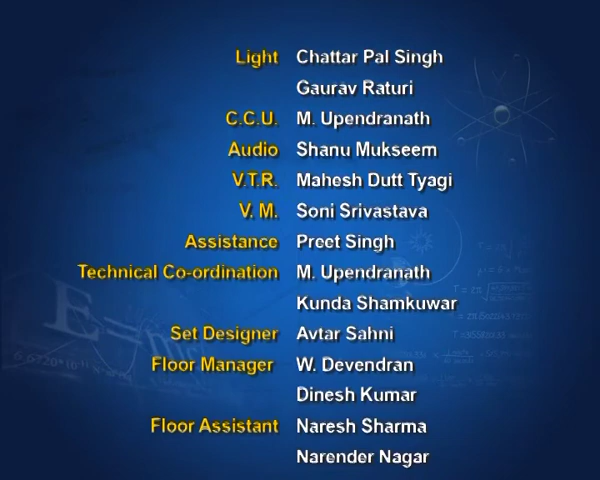 Light Chattar Pal Singh
Gaurav Raturi
C.C.U. M. Upendranath
Audio Shanu Mukseem
V.T.R. Mahesh Dutt Tyagi
V. M. Soni Srivastava
Assistance Preet Singh
Technical Co-ordination M. Upendranath
Kunda Shamkuwar
Set Designer Avtar Sahni
Floor Manager W. Devendran
Dinesh Kumar
Floor Assistant Naresh Sharma
Narender Nagar